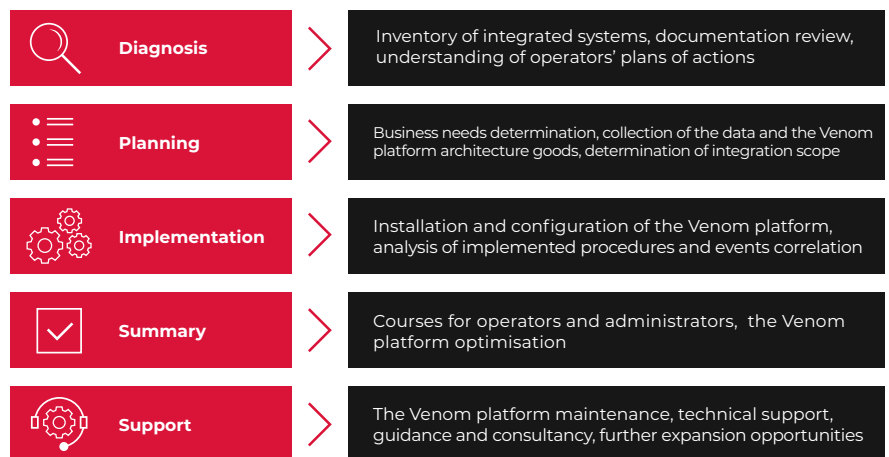 Diagnosis
Inventory of integrated systems, documentation review,
understanding of operators’ plans of actions
Planning
Business needs determination, collection of the data and the Venom
platform architecture goods, determination of integration scope
Implementation
Installation and configuration of the Venom platform,
analysis of implemented procedures and events correlation
Summary
Courses for operators and administrators,  the Venom
platform optimisation
Support
The Venom platform maintenance, technical support,
guidance and consultancy, further expansion opportunities